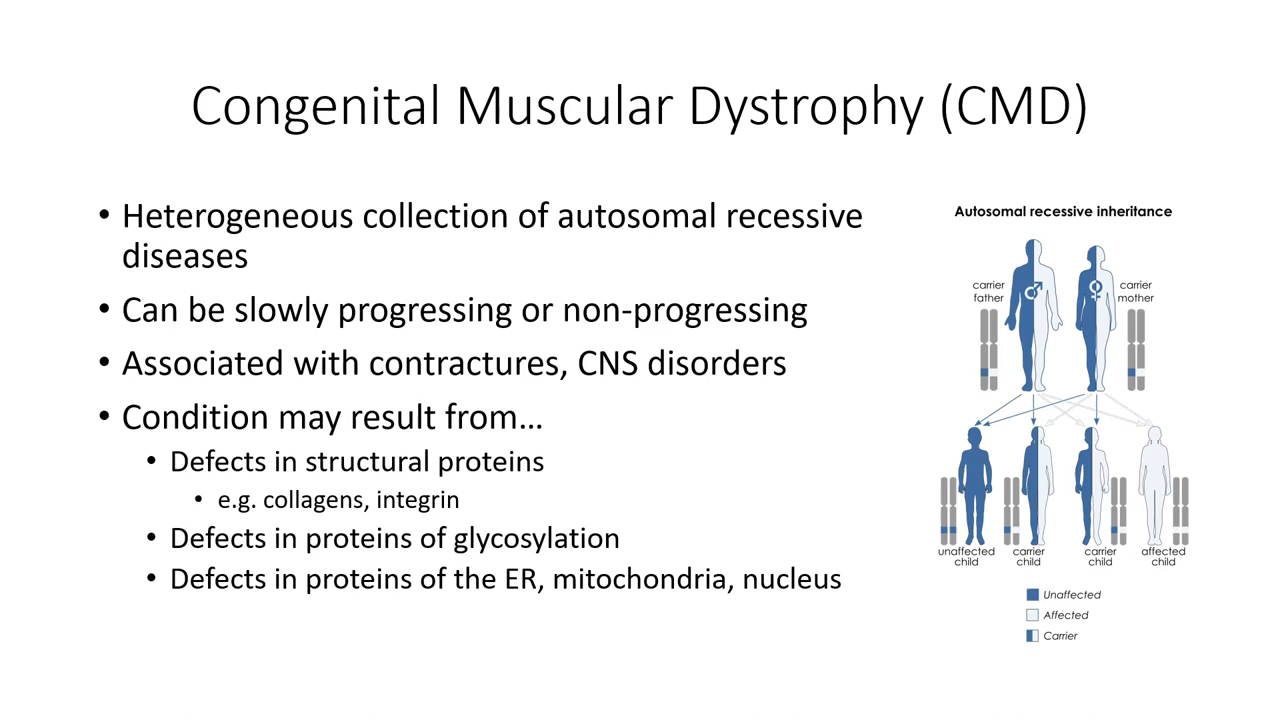 Congenital Muscular Dystrophy (CMD)
• Heterogeneous collection of autosomal recessive
diseases
• Can be slowly progressing or non-progressing
• Associated with contractures, CNS disorders
• Condition may result from...
• Defects in structural proteins
• e.g. collagens, integrin
• Defects in proteins of glycosylation
• Defects in proteins of the ER, mitochondria, nucleus
Autosomal recessive inheritance
carrier
father
carrier
mother
unaffected
child
carrier
child
carrier
child
affected
child
Unaffected
Affected
Carrier